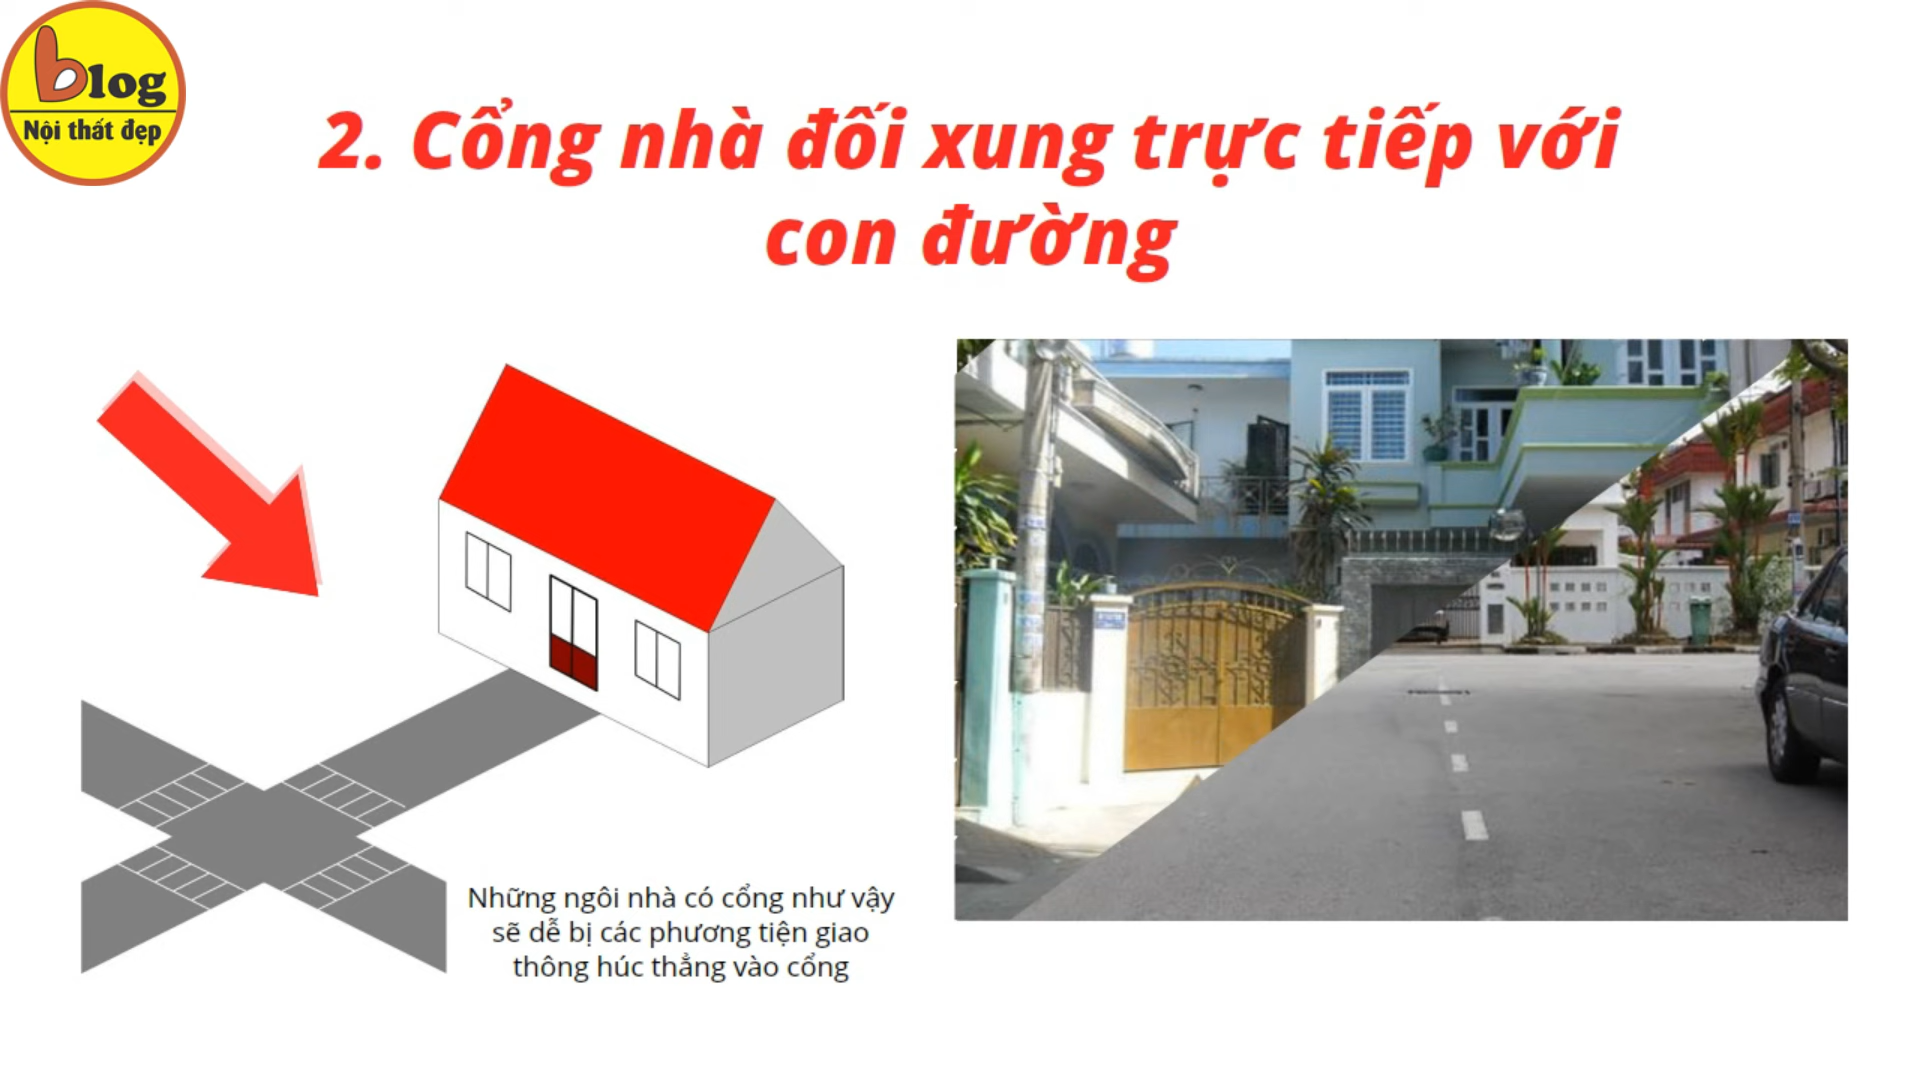 blog
Nội thất đẹp
2. Cổng nhà đối xung trực tiếp với
con đường
Những ngôi nhà có cổng như vậy
sẽ dễ bị các phương tiện giao
thông húc thẳng vào cổng